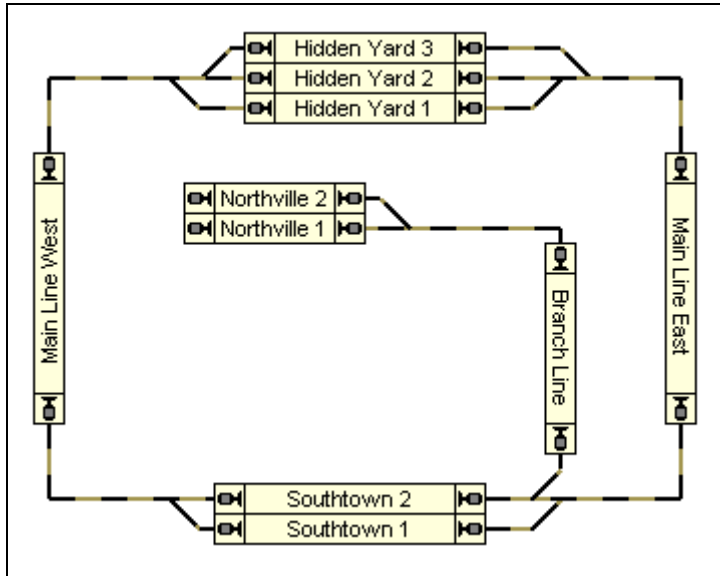 Hidden Yard 3
Hidden Yard 2
Hidden Yard 1
Main Line West
Northville 2
Northville 1
Branch Line
Main Line East
Southtown 2
Southtown 1